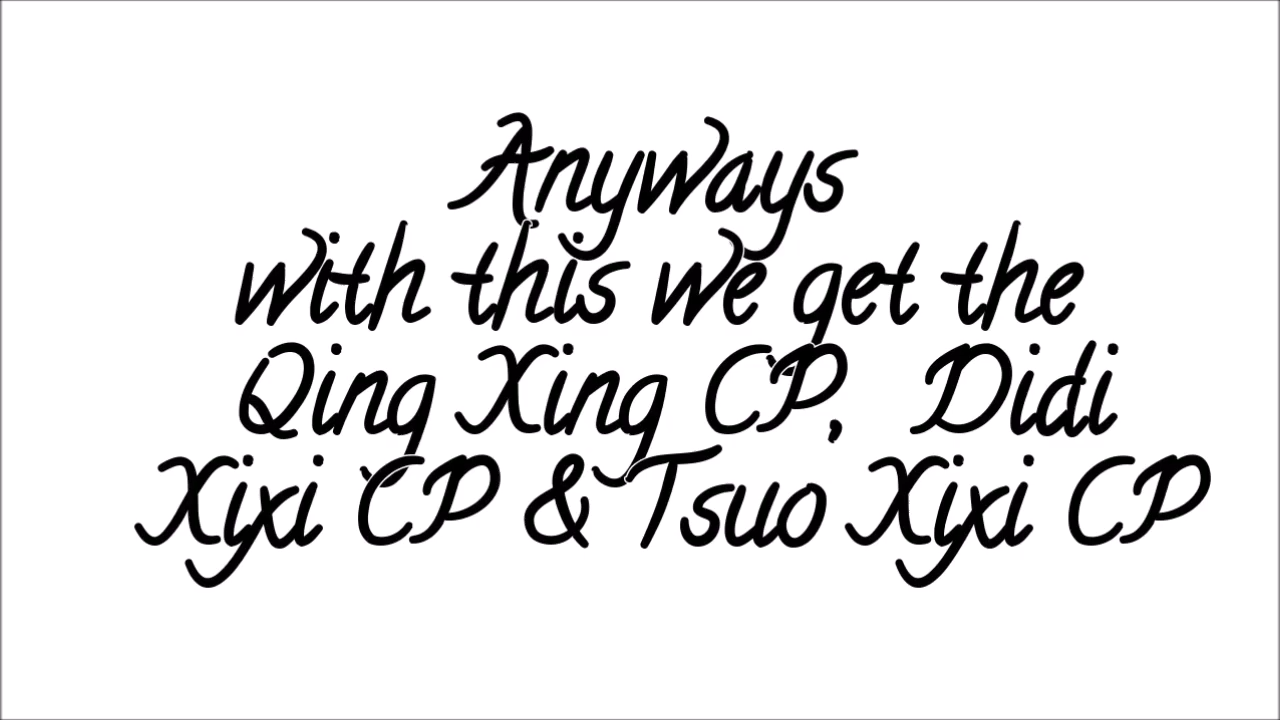 Anyways
with this we get the
Qing Xing CP, Didi
Xixi CP & Tsuo Xixi CP